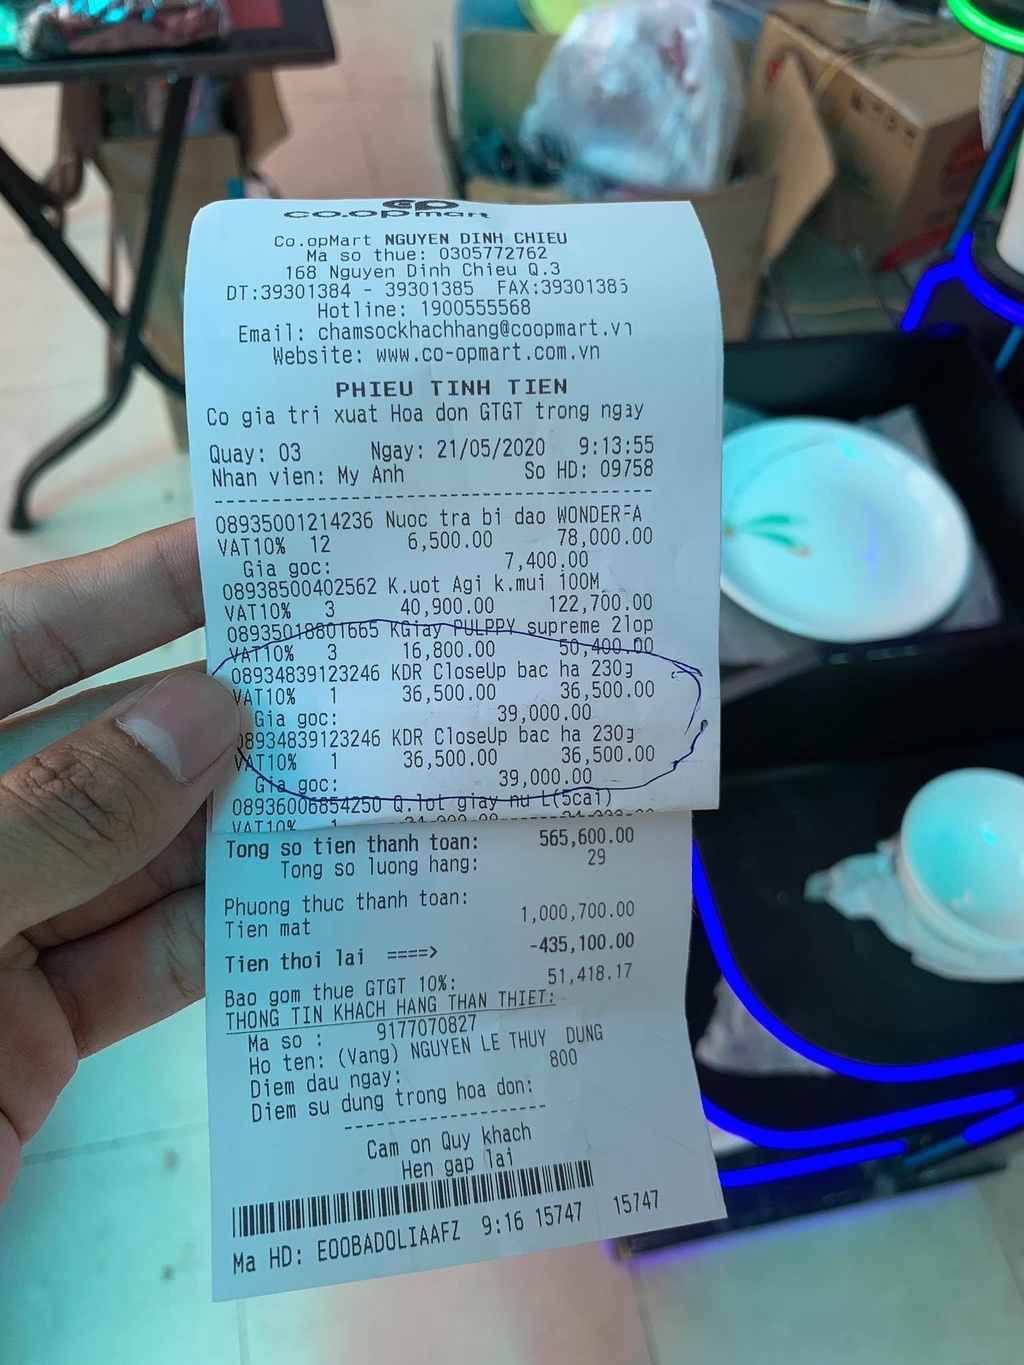 co.opmart
Co.opMart NGUYEN DINH CHIEU
Ma so thue: 0305772762
168 Nguyen Dinh Chieu Q.3
DT:39301384 - 39301385 FAX:39301385
Hotline: 1900555568
Email: chamsockhachhang@coopmart.vn
Website: www.co-opmart.com.vn
PHIEU TINH TIEN
Co gia tri xuat Hoa don GTGT trong ngay
Quay: 03 Ngay: 21/05/2020 9:13:55
Nhan vien: My Anh So HD: 09758
08935001214236 Nuoc tra bi dao WONDERFA
VAT10% 12 6,500.00 78,000.00
Gia goc: 7,400.00
08938500402562 K.uot Agi k.mui 100M
VAT10% 3 40,900.00 122,700.00
08935018801665 KGiay PULPPY supreme 2lop
VAT10% 3 16,800.00 50,400.00
08934839123246 KDR CloseUp bac ha 230g
VAT10% 1 36,500.00 36,500.00
Gia goc: 39,000.00
08934839123246 KDR CloseUp bac ha 230g
VAT10% 1 36,500.00 36,500.00
Gia goc: 39,000.00
08936006854250 Q.lot giay nu L(5cai)
VAT10% 1
Tong so tien thanh toan: 565,600.00
Tong so luong hang: 29
Phuong thuc thanh toan:
Tien mat 1,000,700.00
Tien thoi lai ====> -435,100.00
Bao gom thue GTGT 10%: 51,418.17
THONG TIN KHACH HANG THAN THIET:
Ma so : 9177070827
Ho ten: (Vang) NGUYEN LE THUY DUNG
Diem dau ngay: 800
Diem su dung trong hoa don:
Cam on Quy khach
Hen gap lai
Ma HD: EOOBADOLIAAFZ 9:16 15747 15747